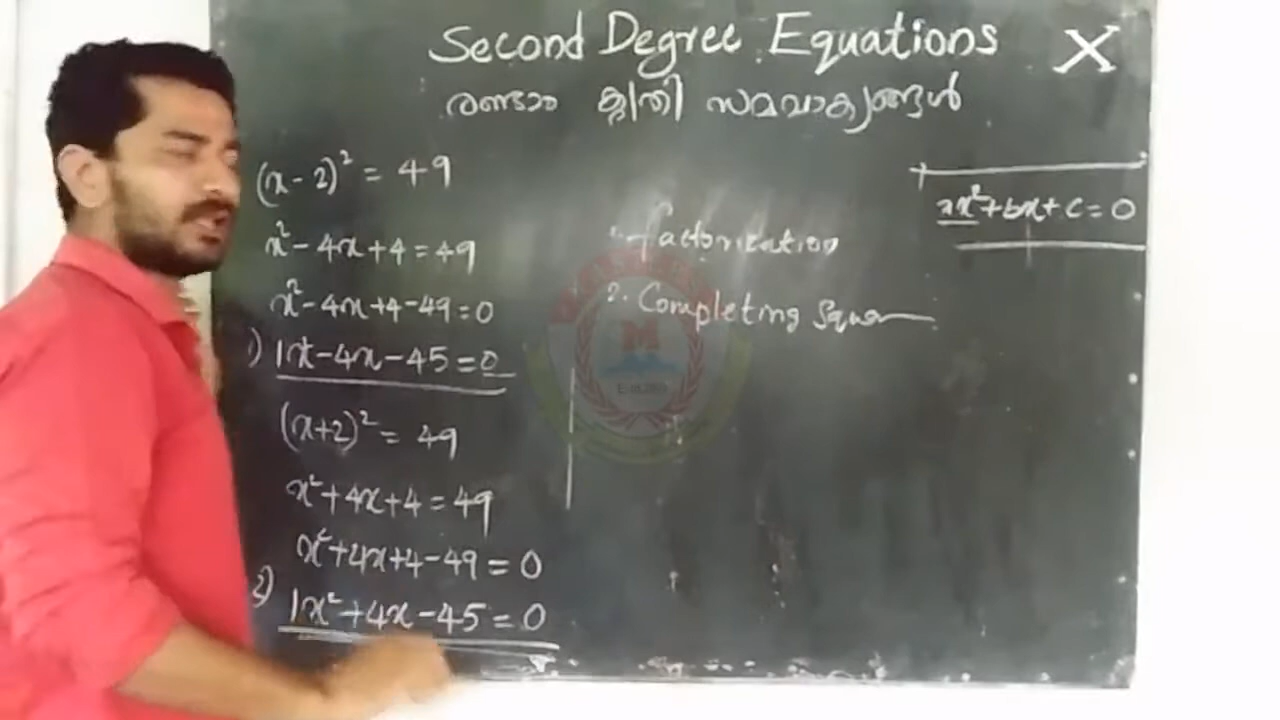 Second Degree Equations X
രണ്ടാം കൃതി സമവാക്യങ്ങൾ
(x-2)² = 49
x² - 4x + 4 = 49
x² - 4x + 4 - 49 = 0
1) 1x² - 4x - 45 = 0
(x+2)² = 49
x² + 4x + 4 = 49
x² + 4x + 4 - 49 = 0
2) 1x² + 4x - 45 = 0
1. Factorization
2. Completing Square
ax² + bx + c = 0
M